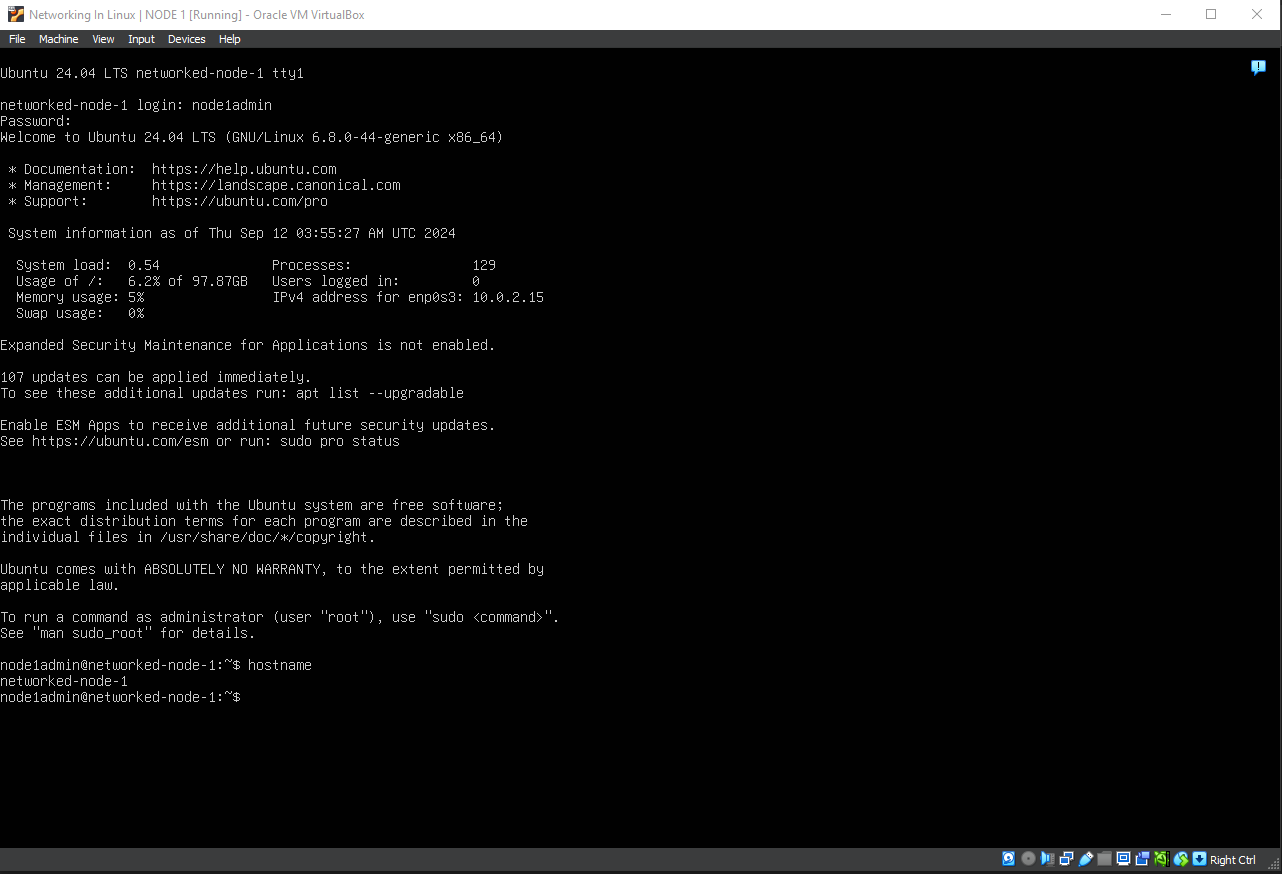 Networking In Linux | NODE 1 [Running] - Oracle VM VirtualBox
File Machine View Input Devices Help
Ubuntu 24.04 LTS networked-node-1 tty1
networked-node-1 login: node1admin
Password:
Welcome to Ubuntu 24.04 LTS (GNU/Linux 6.8.0-44-generic x86_64)
* Documentation: https://help.ubuntu.com
* Management: https://landscape.canonical.com
* Support: https://ubuntu.com/pro
System information as of Thu Sep 12 03:55:27 AM UTC 2024
System load: 0.54 Processes: 129
Usage of /: 6.2% of 97.87GB Users logged in: 0
Memory usage: 5% IPv4 address for enp0s3: 10.0.2.15
Swap usage: 0%
Expanded Security Maintenance for Applications is not enabled.
107 updates can be applied immediately.
To see these additional updates run: apt list --upgradable
Enable ESM Apps to receive additional future security updates.
See https://ubuntu.com/esm or run: sudo pro status
The programs included with the Ubuntu system are free software;
the exact distribution terms for each program are described in the
individual files in /usr/share/doc/*/copyright.
Ubuntu comes with ABSOLUTELY NO WARRANTY, to the extent permitted by
applicable law.
To run a command as administrator (user "root"), use "sudo <command>".
See "man sudo_root" for details.
node1admin@networked-node-1:~$ hostname
networked-node-1
node1admin@networked-node-1:~$
Right Ctrl